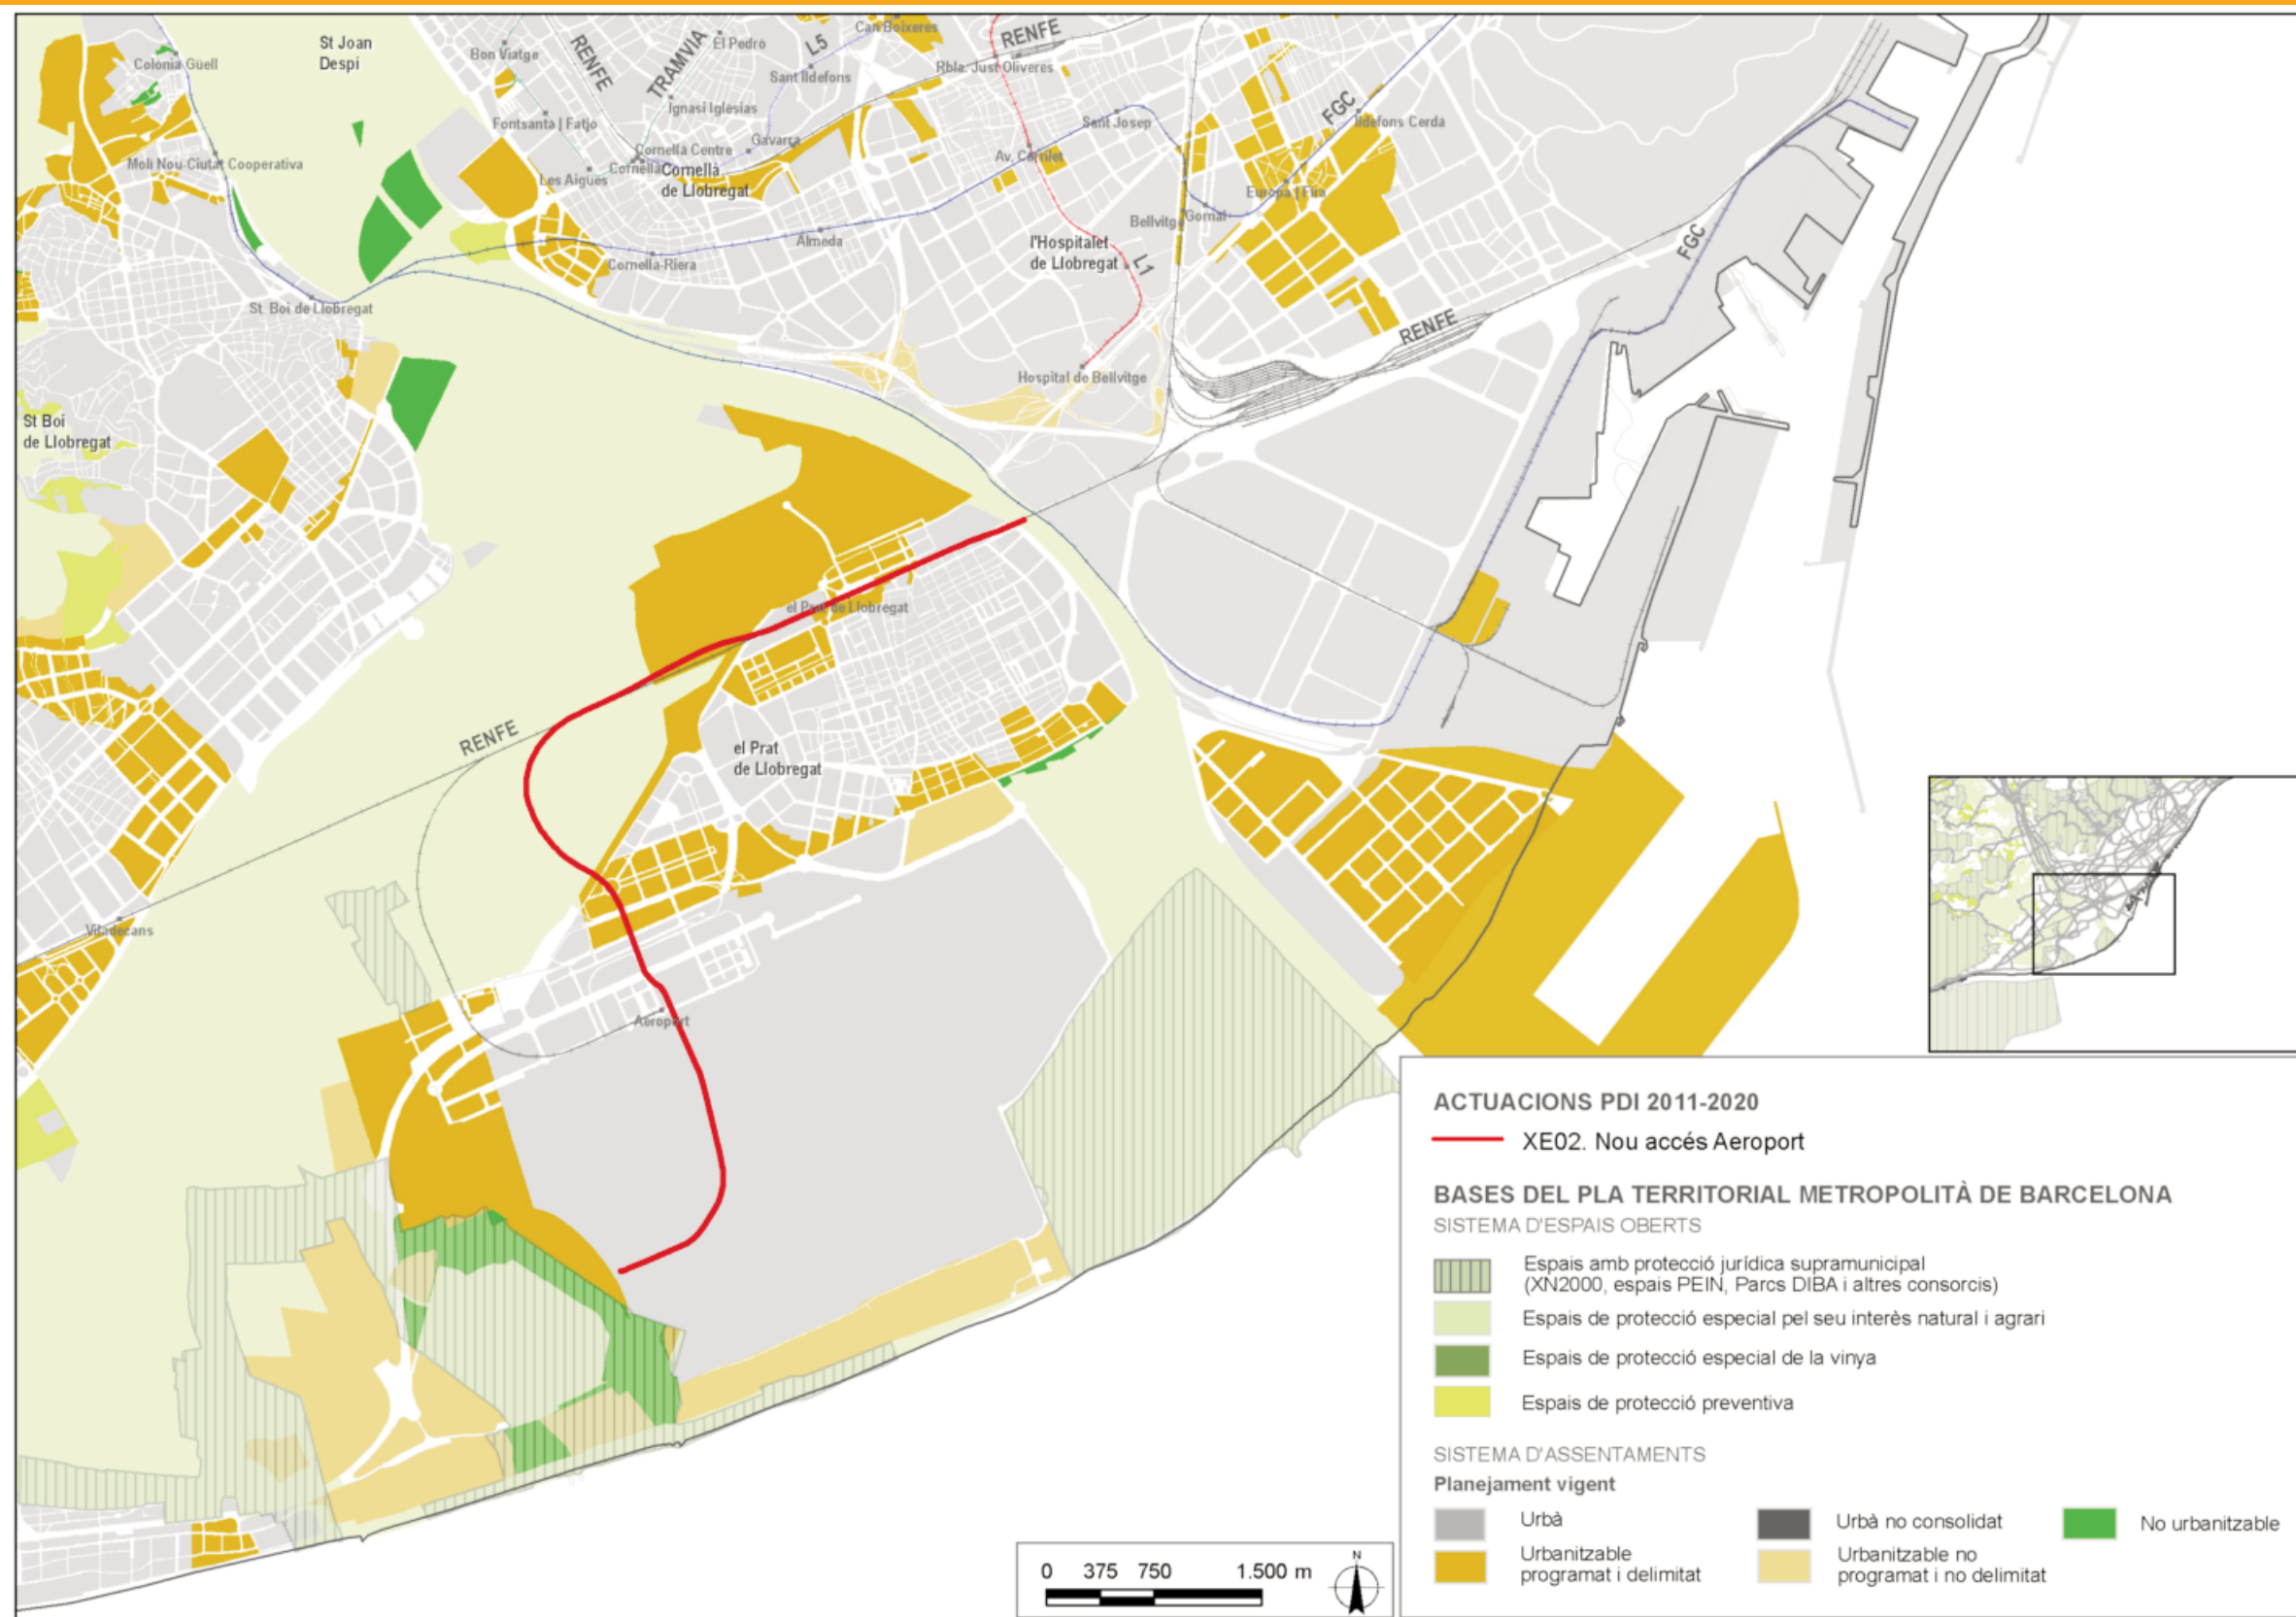 St Joan
Despí
Colonia Güell
Bon Viatge
RENFE
TRAMVIA
El Pedró
L5
Can Boixeres
Sant Ildefons
RENFE
Rbla. Just Oliveres
Ignasi Iglésias
Fontsanta | Fatjo
Gavarra
Sant Josep
FGC
Ildefons Cerdà
Molí Nou-Ciutat Cooperativa
Cornellà Centre
Les Aigües
Cornellà
Cornellà
de Llobregat
Av. Carrilet
Europa | Fira
Bellvitge
Gornal
Almeda
l'Hospitalet
de Llobregat
L1
FGC
Cornellà-Riera
St. Boi de Llobregat
RENFE
Hospital de Bellvitge
St Boi
de Llobregat
el Prat de Llobregat
RENFE
el Prat
de Llobregat
Viladecans
Aeroport
ACTUACIONS PDI 2011-2020
XE02. Nou accés Aeroport
BASES DEL PLA TERRITORIAL METROPOLITÀ DE BARCELONA
SISTEMA D'ESPAIS OBERTS
Espais amb protecció jurídica supramunicipal
(XN2000, espais PEIN, Parcs DIBA i altres consorcis)
Espais de protecció especial pel seu interès natural i agrari
Espais de protecció especial de la vinya
Espais de protecció preventiva
SISTEMA D'ASSENTAMENTS
Planejament vigent
Urbà
Urbà no consolidat
No urbanitzable
Urbanitzable
programat i delimitat
Urbanitzable no
programat i no delimitat
0 375 750 1.500 m
N